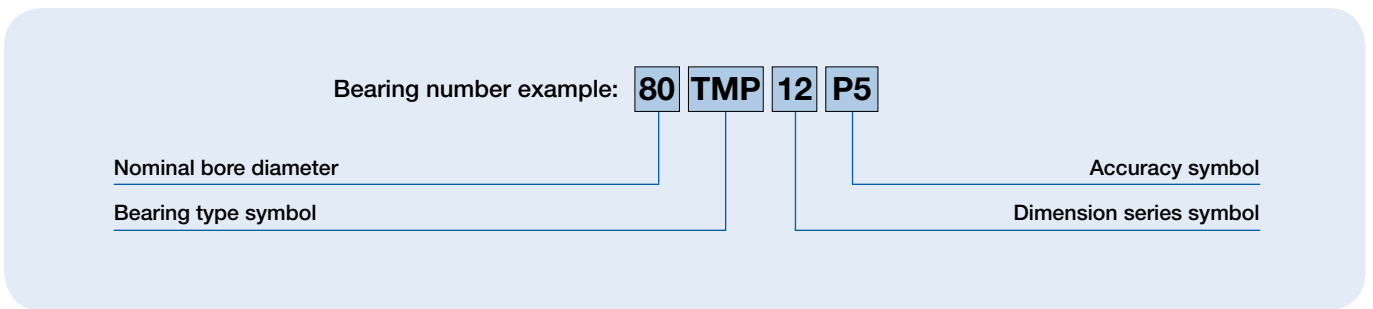 Bearing number example: 80 TMP 12 P5
Nominal bore diameter
Accuracy symbol
Bearing type symbol
Dimension series symbol